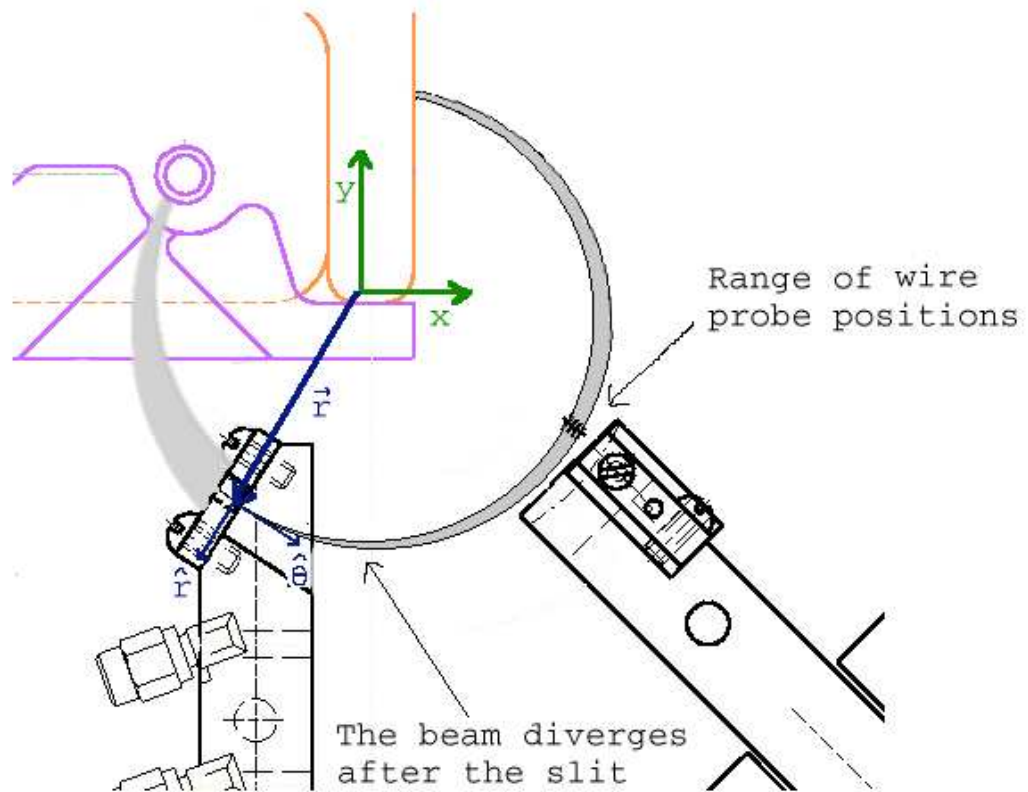 y
x
Range of wire
probe positions
r⃗
r̂
θ̂
The beam diverges
after the slit